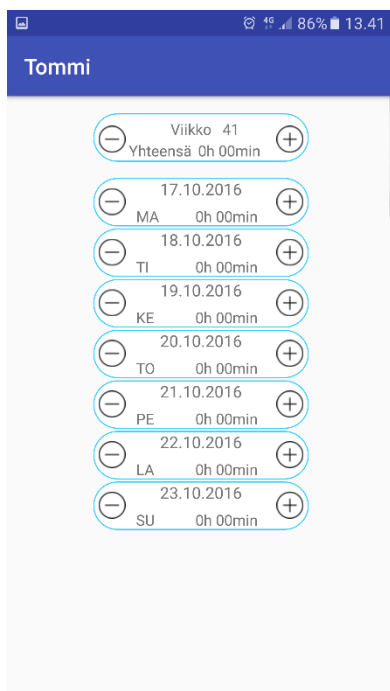 4G 86% 13.41
Tommi
Viikko 41
Yhteensä 0h 00min
17.10.2016
MA 0h 00min
18.10.2016
TI 0h 00min
19.10.2016
KE 0h 00min
20.10.2016
TO 0h 00min
21.10.2016
PE 0h 00min
22.10.2016
LA 0h 00min
23.10.2016
SU 0h 00min